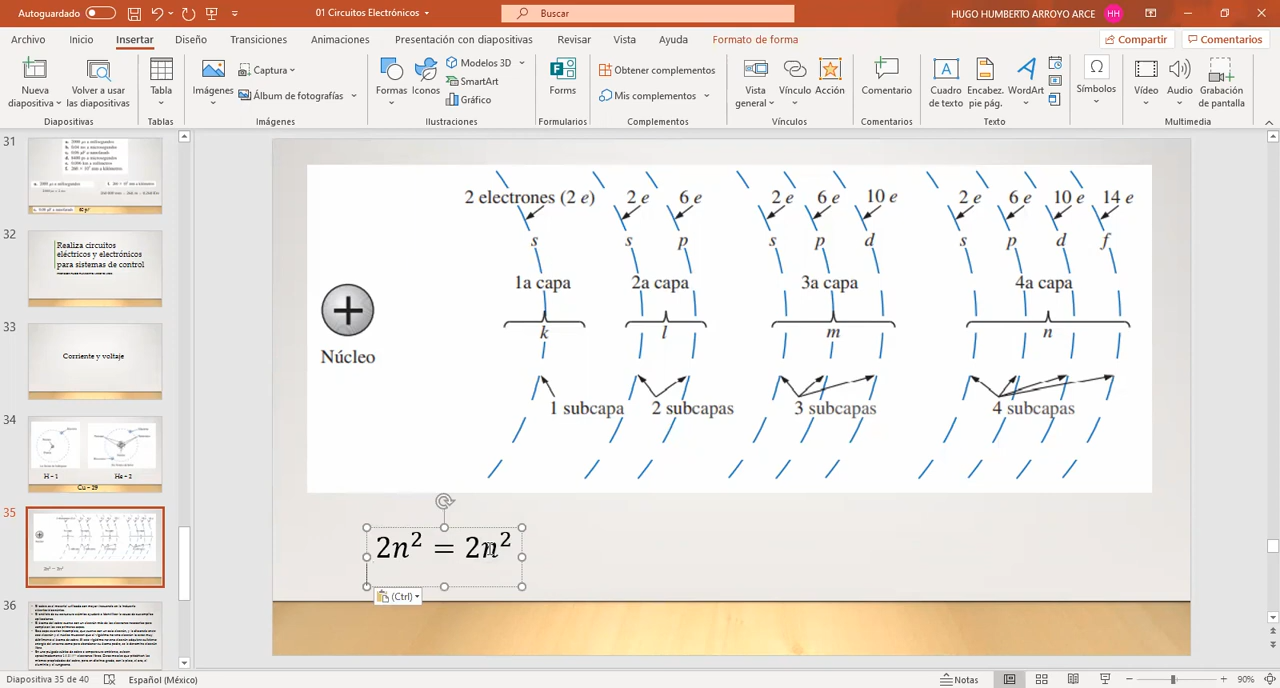 Autoguardado
01 Circuitos Electrónicos
Buscar
HUGO HUMBERTO ARROYO ARCE
HH
Archivo Inicio Insertar Diseño Transiciones Animaciones Presentación con diapositivas Revisar Vista Ayuda Formato de forma
Compartir
Comentarios
Nueva diapositiva
Volver a usar las diapositivas
Tabla
Imágenes
Captura
Álbum de fotografías
Formas
Iconos
Modelos 3D
SmartArt
Gráfico
Forms
Obtener complementos
Mis complementos
Vista general
Vínculo
Acción
Comentario
Cuadro de texto
Encabez. pie pág.
WordArt
Símbolos
Vídeo
Audio
Grabación de pantalla
Diapositivas Tablas Imágenes Ilustraciones Formularios Complementos Vínculos Comentarios Texto Multimedia
31
32
Realiza circuitos
eléctricos y electrónicos
para sistemas de control
33
Corriente y voltaje
34
H – 1
He – 2
Cu – 29
35
36
2 electrones (2 e) 2 e 6 e 2 e 6 e 10 e 2 e 6 e 10 e 14 e
s s p s p d s p d f
1a capa 2a capa 3a capa 4a capa
+
k l m n
Núcleo
1 subcapa 2 subcapas 3 subcapas 4 subcapas
2n² = 2n²
(Ctrl)
Diapositiva 35 de 40
Español (México)
Notas
90%